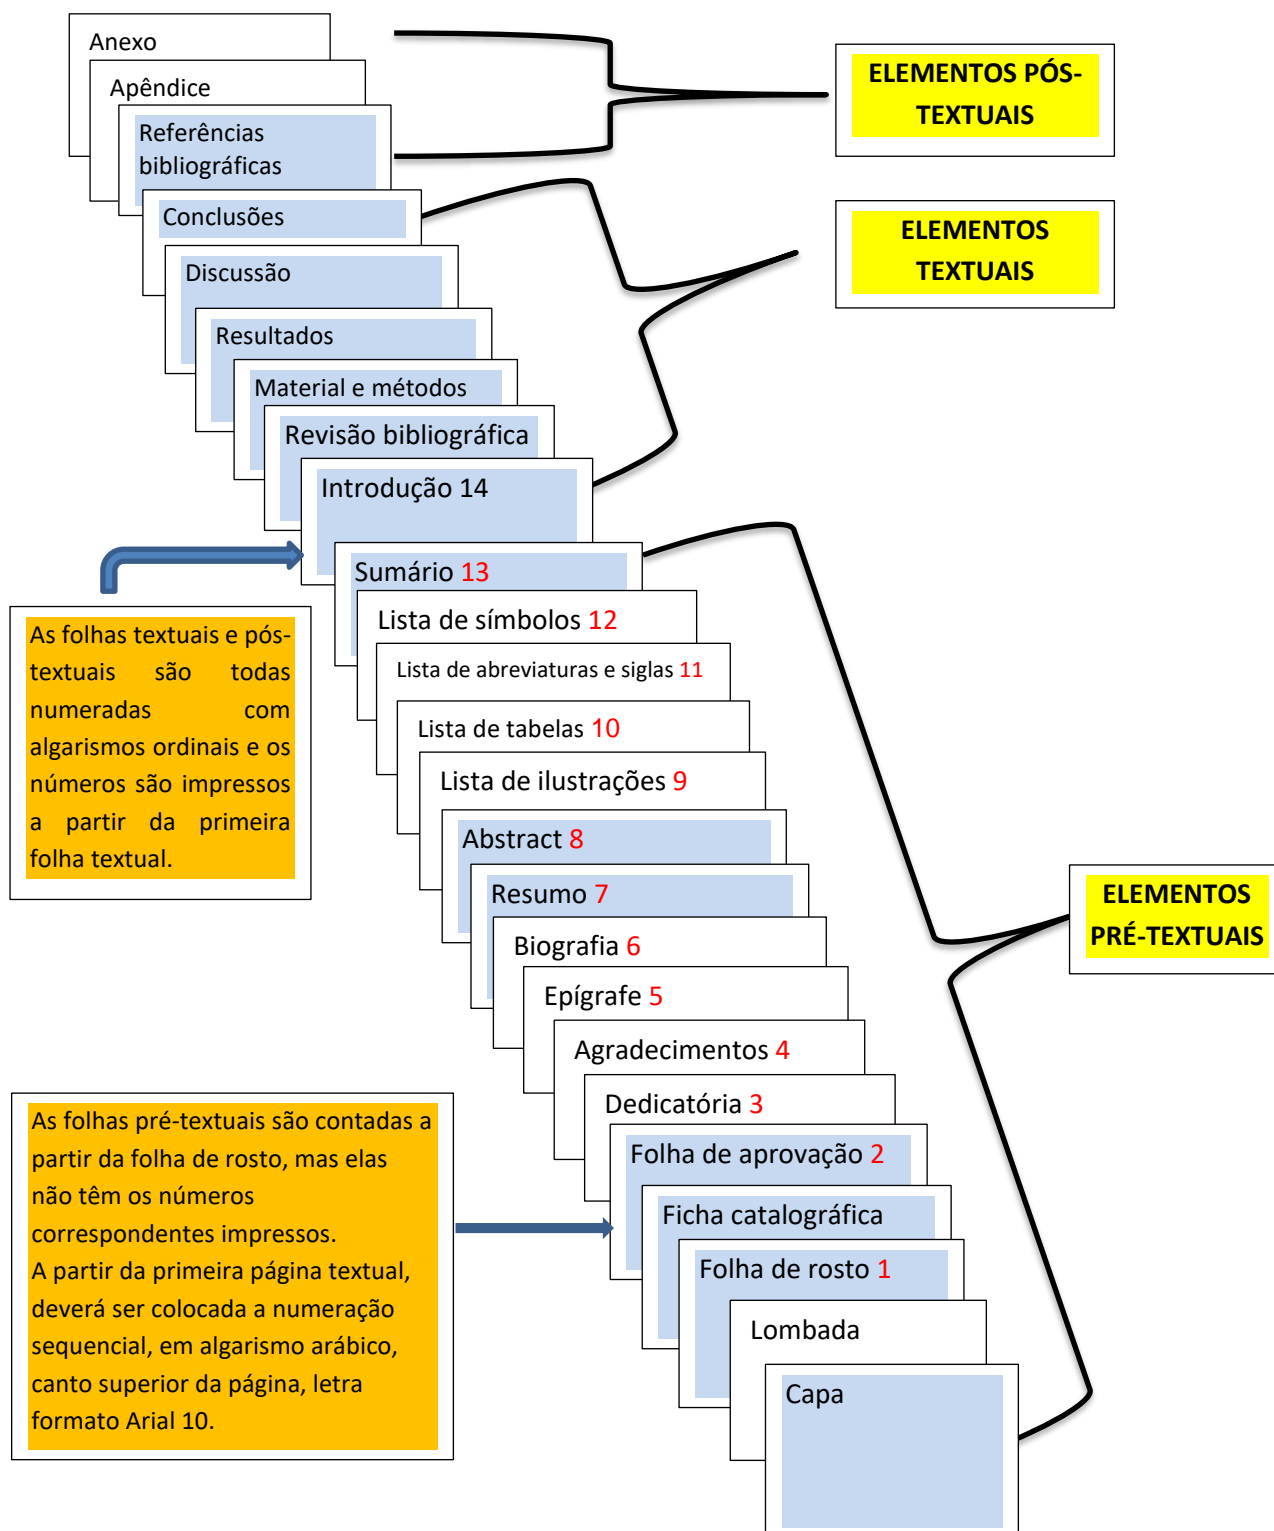 Anexo
Apêndice
Referências
bibliográficas
Conclusões
Discussão
Resultados
Material e métodos
Revisão bibliográfica
Introdução 14
Sumário 13
Lista de símbolos 12
Lista de abreviaturas e siglas 11
Lista de tabelas 10
Lista de ilustrações 9
Abstract 8
Resumo 7
Biografia 6
Epígrafe 5
Agradecimentos 4
Dedicatória 3
Folha de aprovação 2
Ficha catalográfica
Folha de rosto 1
Lombada
Capa
ELEMENTOS PÓS-
TEXTUAIS
ELEMENTOS
TEXTUAIS
ELEMENTOS
PRÉ-TEXTUAIS
As folhas textuais e pós-
textuais são todas
numeradas com
algarismos ordinais e os
números são impressos
a partir da primeira
folha textual.
As folhas pré-textuais são contadas a
partir da folha de rosto, mas elas
não têm os números
correspondentes impressos.
A partir da primeira página textual,
deverá ser colocada a numeração
sequencial, em algarismo arábico,
canto superior da página, letra
formato Arial 10.